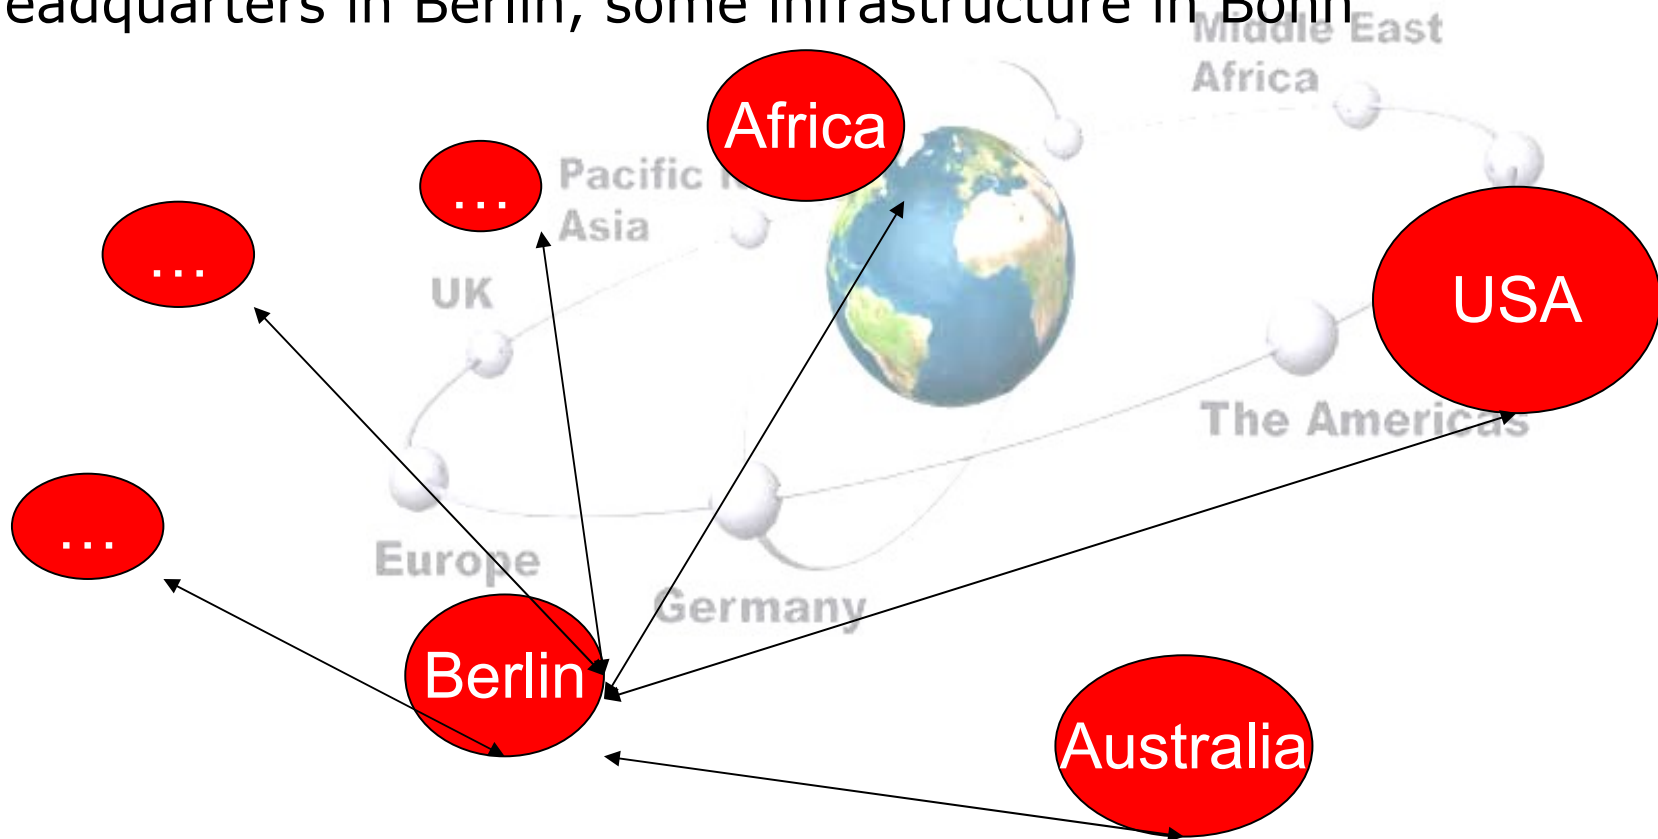 eadquarters in Berlin, some infrastructure in Bonn
Middle East
Africa
Africa
Pacific
Asia
...
...
UK
USA
The Americas
...
Europe
Germany
Berlin
Australia